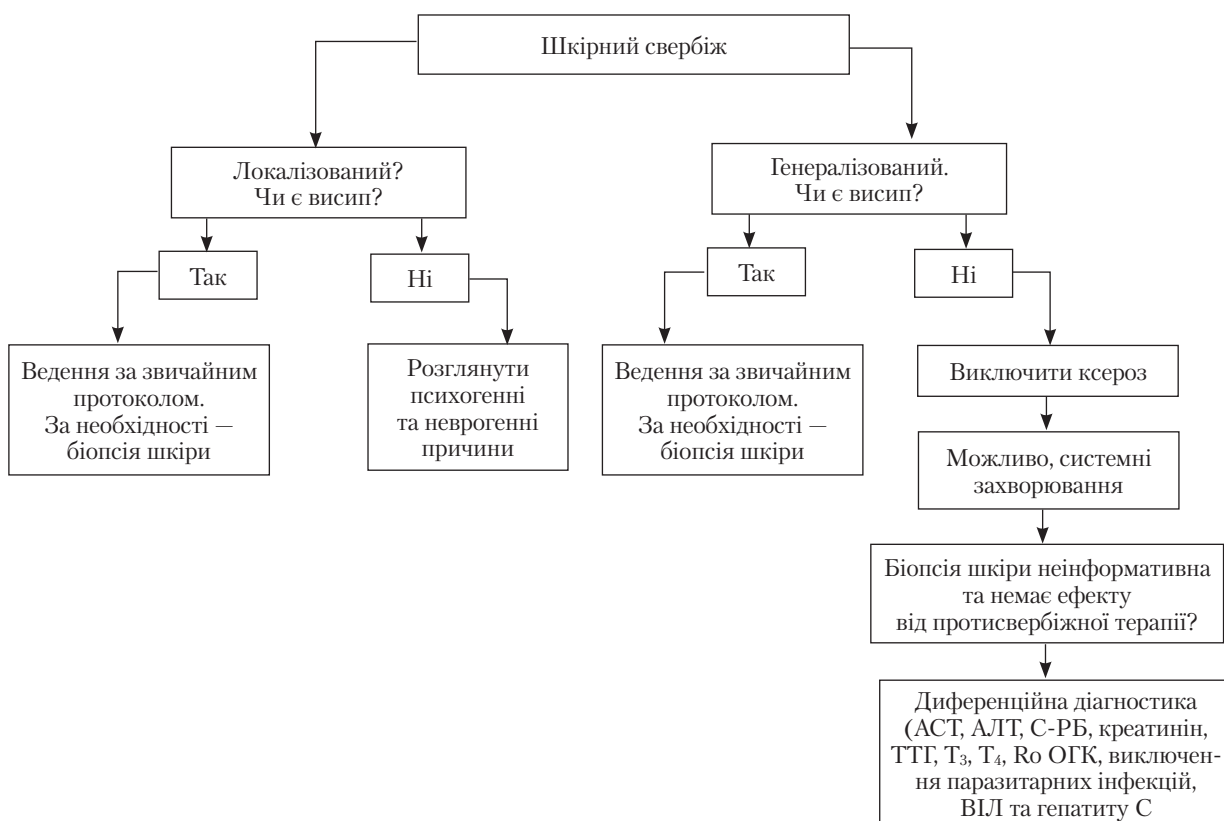 Шкірний свербіж
Локалізований?
Чи є висип?
Генералізований.
Чи є висип?
Так
Ні
Так
Ні
Ведення за звичайним
протоколом.
За необхідності —
біопсія шкіри
Розглянути
психогенні
та неврогенні
причини
Ведення за звичайним
протоколом.
За необхідності —
біопсія шкіри
Виключити ксероз
Можливо, системні
захворювання
Біопсія шкіри неінформативна
та немає ефекту
від протисвербіжної терапії?
Диференційна діагностика
(АСТ, АЛТ, С-РБ, креатинін,
ТТГ, Т₃, Т₄, Ro ОГК, виключен-
ня паразитарних інфекцій,
ВІЛ та гепатиту С